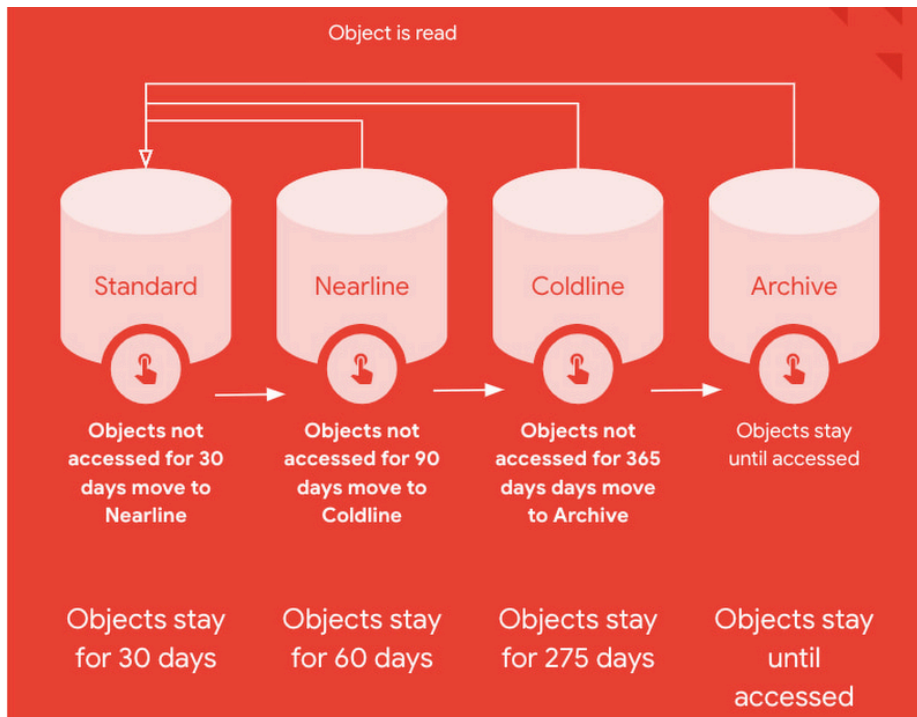 Object is read
Standard
Nearline
Coldline
Archive
Objects not
accessed for 30
days move to
Nearline
Objects not
accessed for 90
days move to
Coldline
Objects not
accessed for 365
days days move
to Archive
Objects stay
until accessed
Objects stay
for 30 days
Objects stay
for 60 days
Objects stay
for 275 days
Objects stay
until
accessed